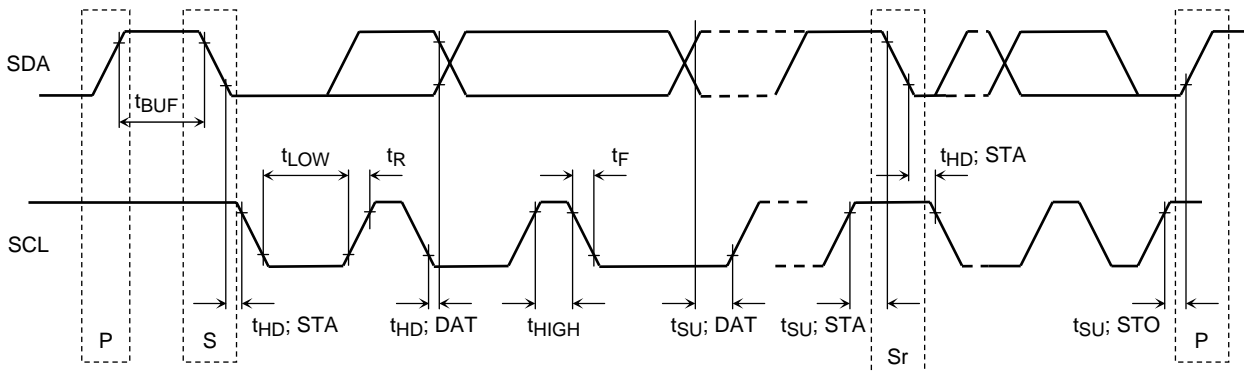 SDA
tBUF
tLOW
tR
tF
tHD; STA
SCL
tHD; STA
tHD; DAT
tHIGH
tSU; DAT
tSU; STA
tSU; STO
P
S
Sr
P